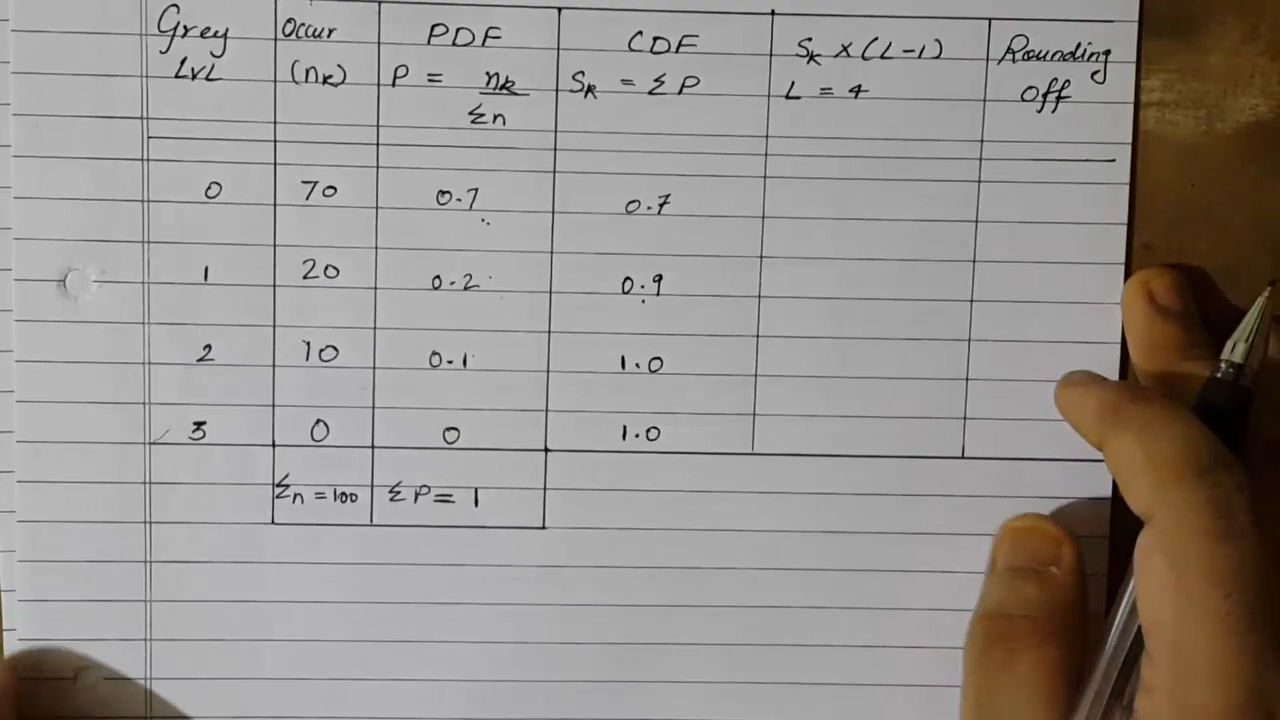 Grey Lvl Occur (nk) PDF P = nk/Σn CDF Sk = ΣP Sk × (L-1) L = 4 Rounding Off
0 70 0.7 0.7
1 20 0.2 0.9
2 10 0.1 1.0
3 0 0 1.0
Σn = 100 ΣP = 1